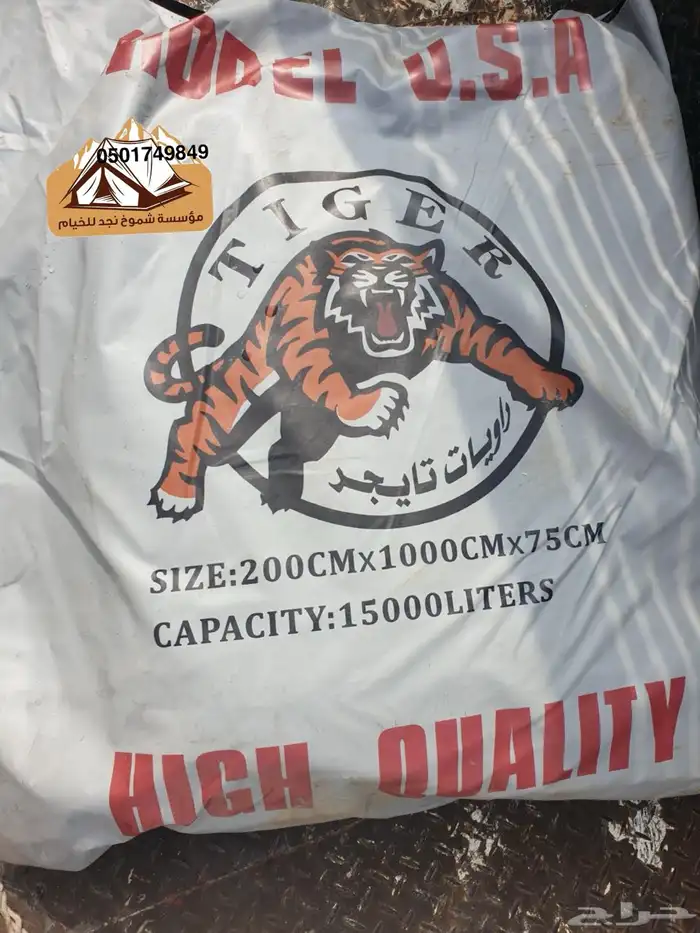 MODEL U.S.A
0501749849
مؤسسة شموخ نجد للخيام
TIGER
راويات تايجر
SIZE:200CMx1000CMx75CM
CAPACITY:15000LITERS
HIGH QUALITY
حراج